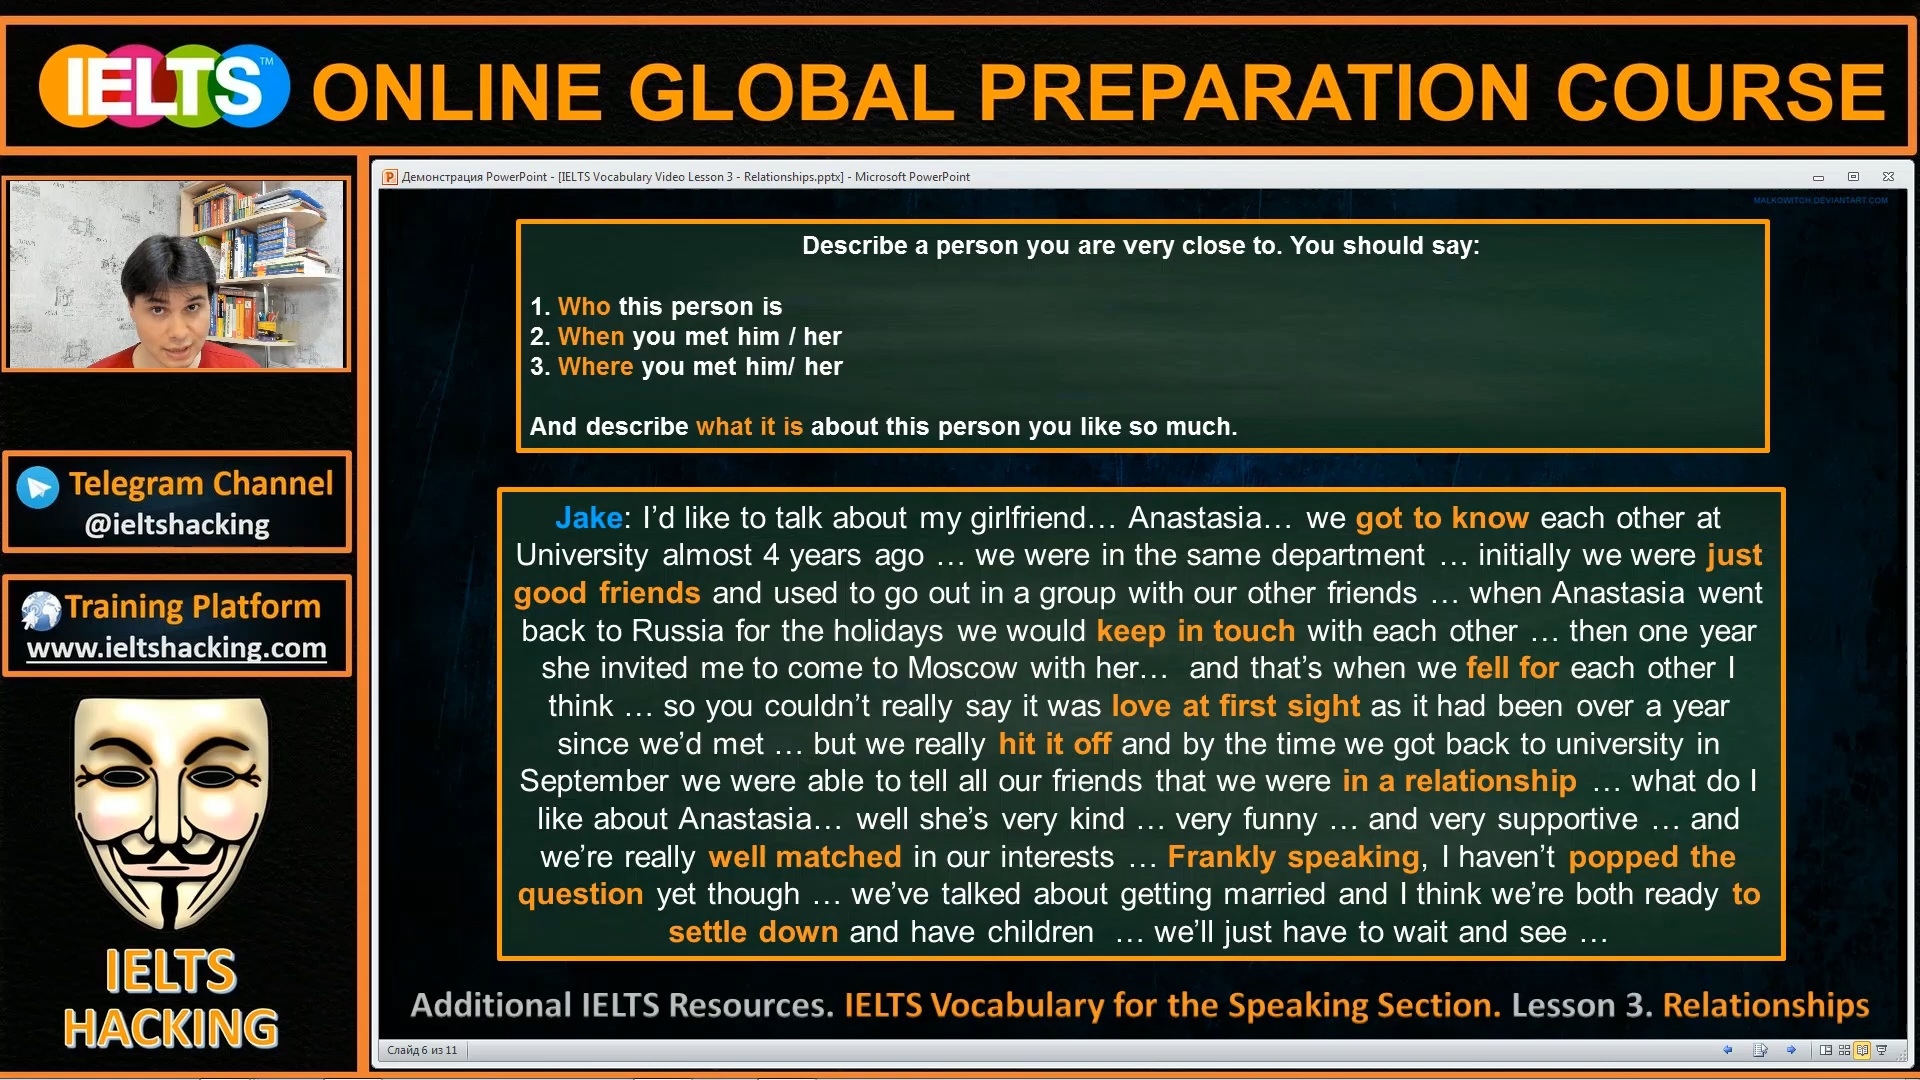 IELTS™ ONLINE GLOBAL PREPARATION COURSE
Демонстрация PowerPoint - [IELTS Vocabulary Video Lesson 3 - Relationships.pptx] - Microsoft PowerPoint
MALKOWITCH.DEVIANTART.COM
Describe a person you are very close to. You should say:
1. Who this person is
2. When you met him / her
3. Where you met him/ her
And describe what it is about this person you like so much.
Telegram Channel
@ieltshacking
Training Platform
www.ieltshacking.com
IELTS
HACKING
Jake: I’d like to talk about my girlfriend… Anastasia… we got to know each other at
University almost 4 years ago … we were in the same department … initially we were just
good friends and used to go out in a group with our other friends … when Anastasia went
back to Russia for the holidays we would keep in touch with each other … then one year
she invited me to come to Moscow with her… and that’s when we fell for each other I
think … so you couldn’t really say it was love at first sight as it had been over a year
since we’d met … but we really hit it off and by the time we got back to university in
September we were able to tell all our friends that we were in a relationship … what do I
like about Anastasia… well she’s very kind … very funny … and very supportive … and
we’re really well matched in our interests … Frankly speaking, I haven’t popped the
question yet though … we’ve talked about getting married and I think we’re both ready to
settle down and have children … we’ll just have to wait and see …
Additional IELTS Resources. IELTS Vocabulary for the Speaking Section. Lesson 3. Relationships
Слайд 6 из 11